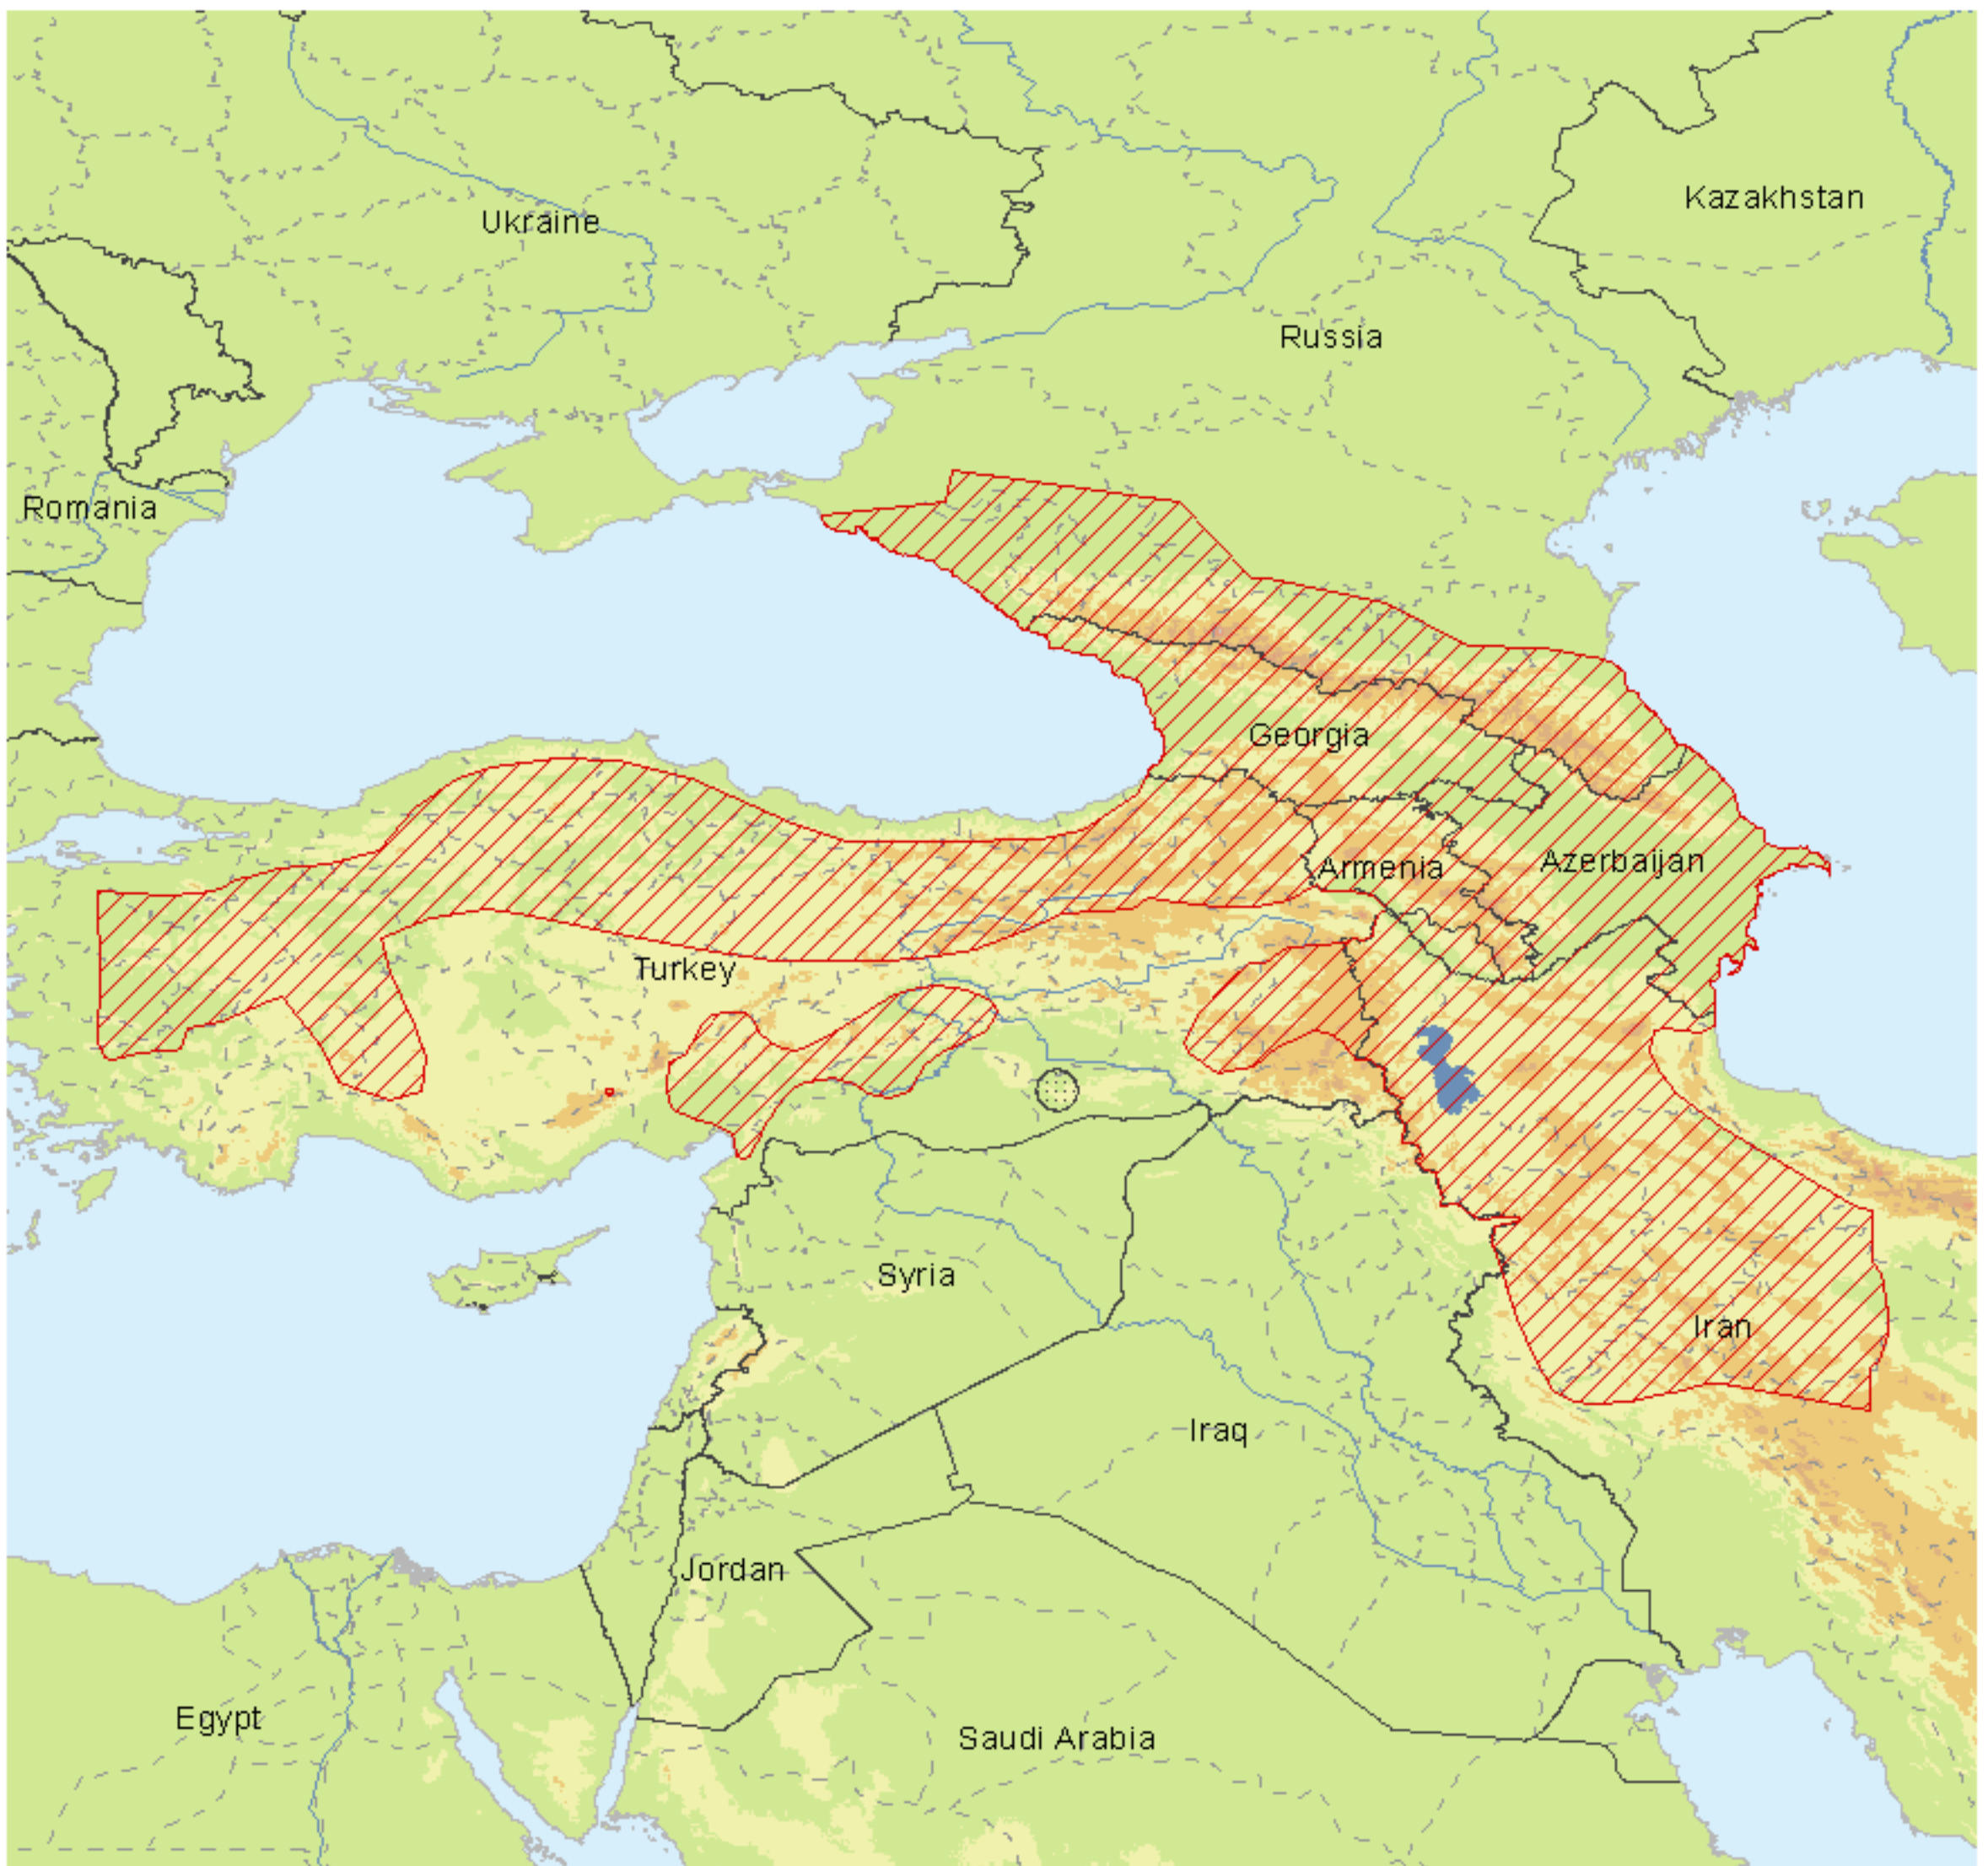 Kazakhstan
Ukraine
Russia
Romania
Georgia
Armenia
Azerbaijan
Turkey
Syria
Iran
Iraq
Jordan
Egypt
Saudi Arabia